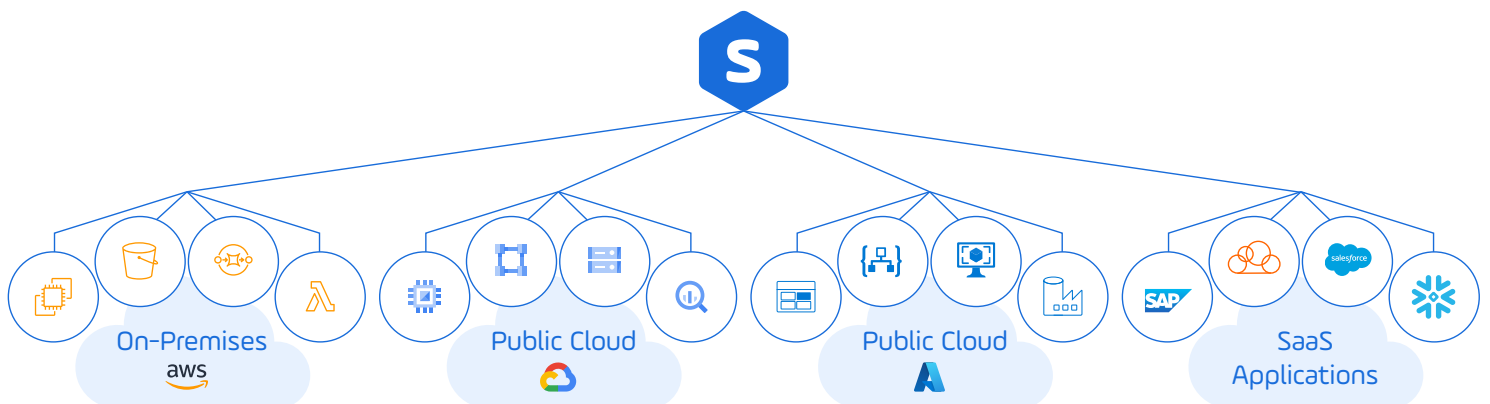 S
salesforce
SAP
On-Premises
aws
Public Cloud
Public Cloud
SaaS
Applications